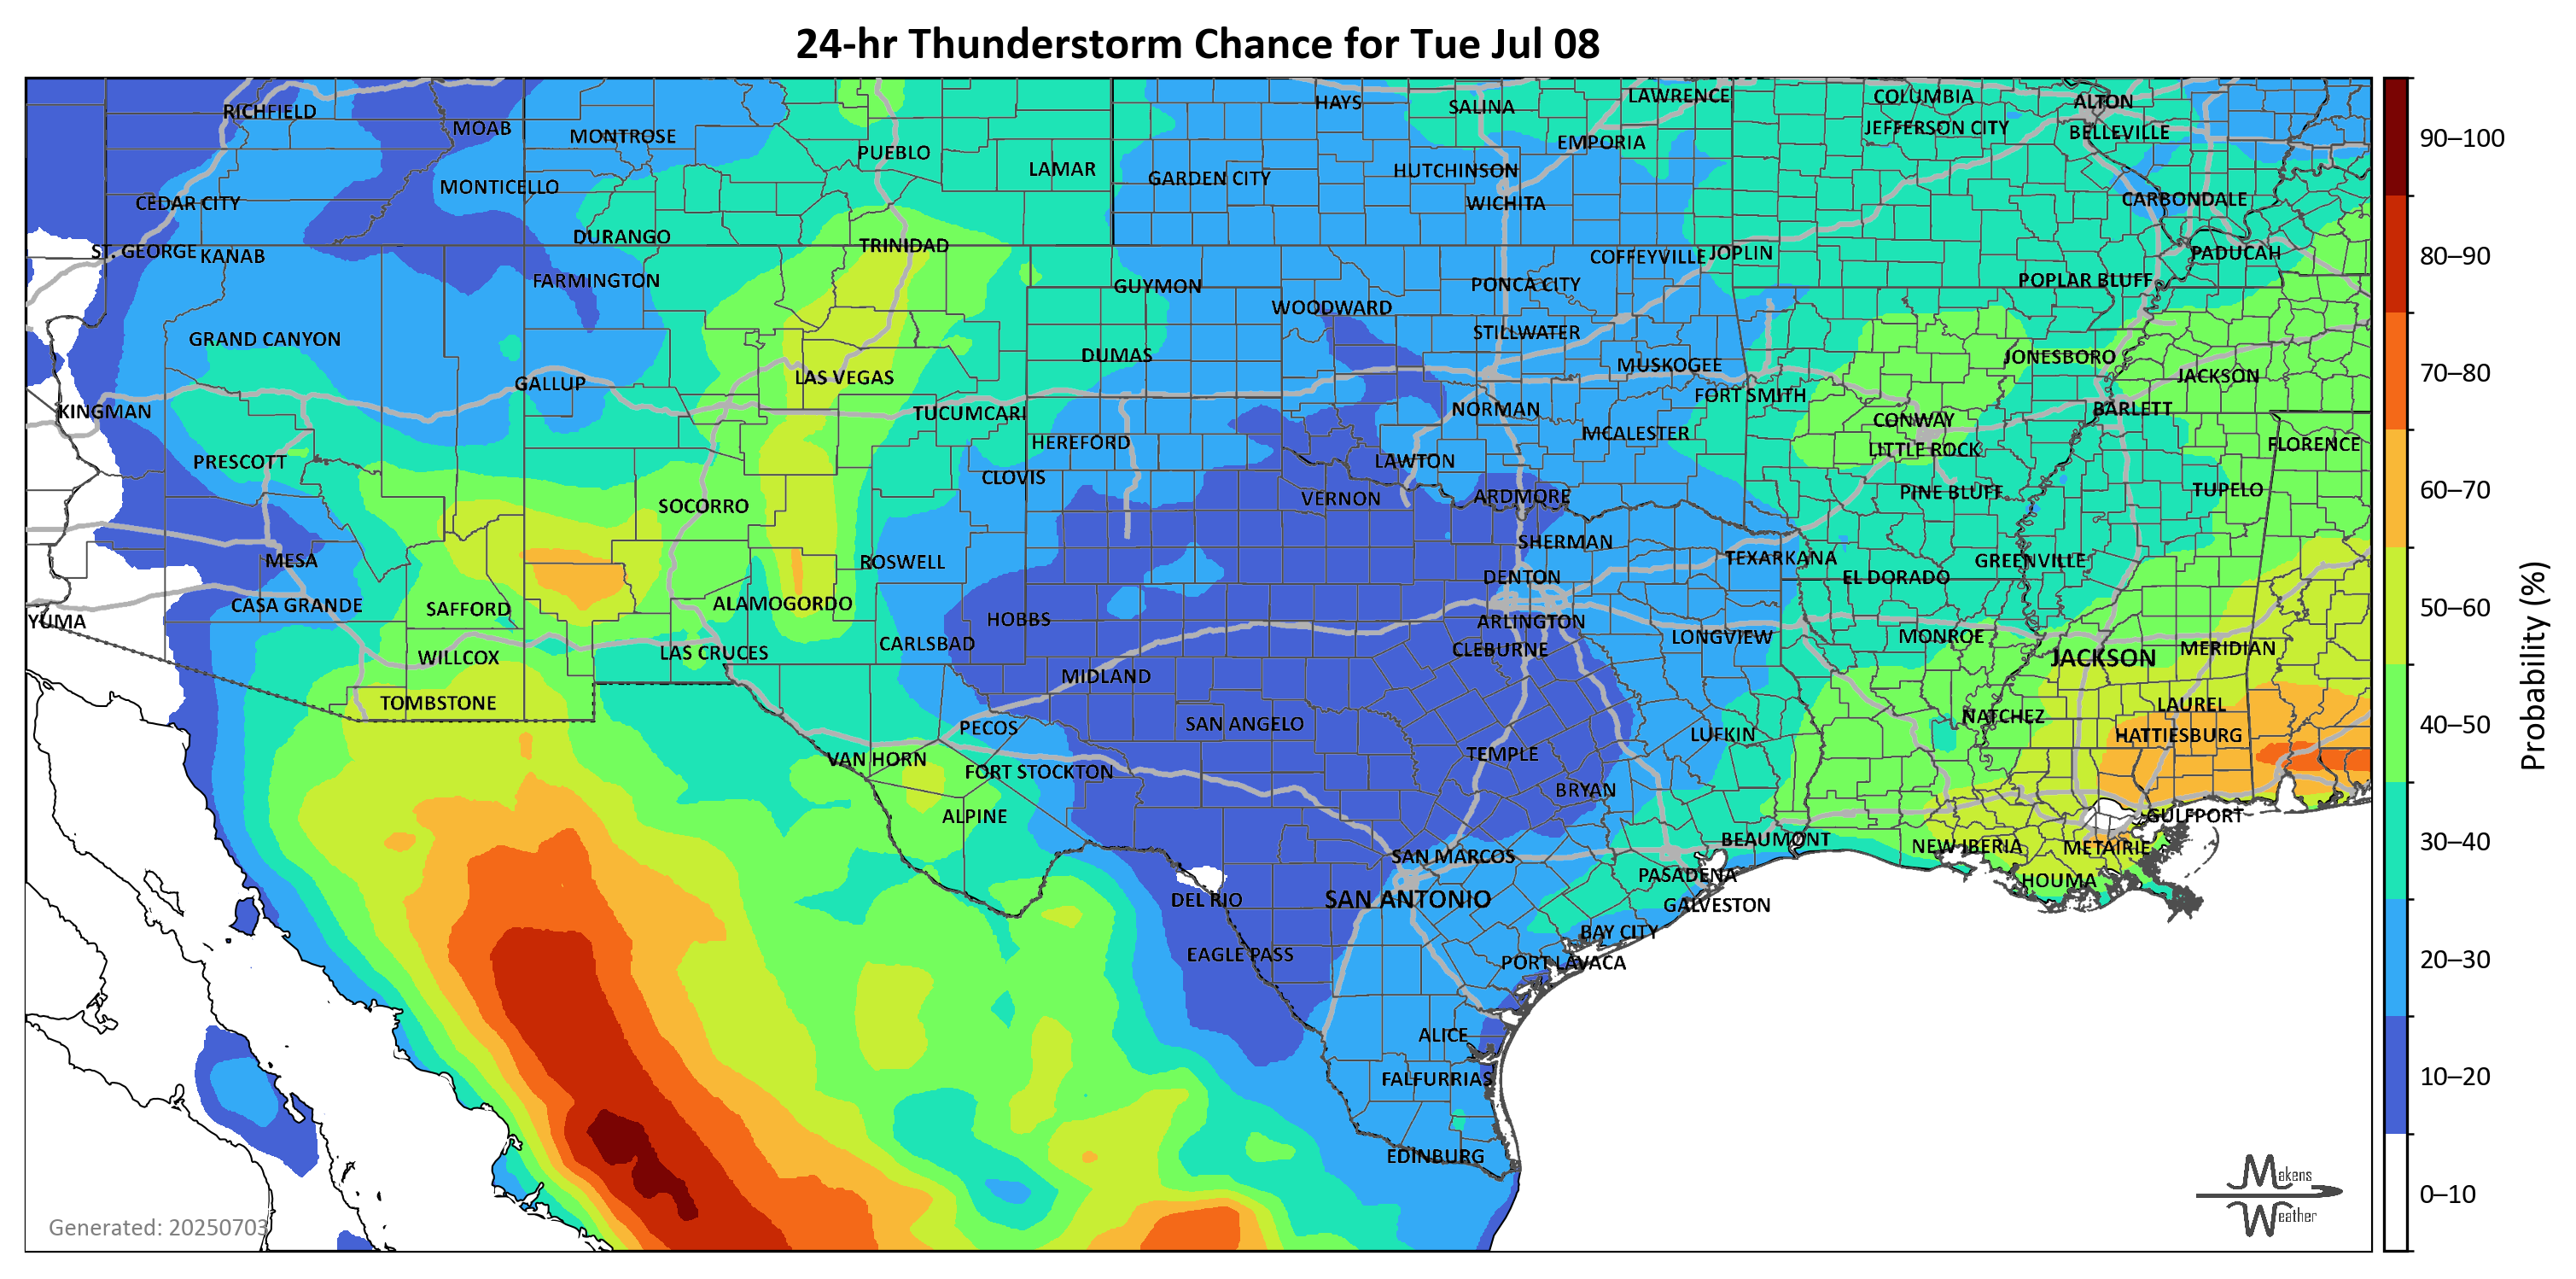 24-hr Thunderstorm Chance for Tue Jul 08
RICHFIELD
MOAB
MONTROSE
PUEBLO
LAMAR
HAYS
SALINA
LAWRENCE
COLUMBIA
ALTON
JEFFERSON CITY
BELLEVILLE
EMPORIA
HUTCHINSON
GARDEN CITY
MONTICELLO
CEDAR CITY
WICHITA
CARBONDALE
DURANGO
TRINIDAD
ST. GEORGE
KANAB
FARMINGTON
GUYMON
COFFEYVILLE
JOPLIN
PADUCAH
POPLAR BLUFF
PONCA CITY
WOODWARD
STILLWATER
GRAND CANYON
DUMAS
JONESBORO
MUSKOGEE
JACKSON
LAS VEGAS
GALLUP
FORT SMITH
KINGMAN
TUCUMCARI
NORMAN
BARLETT
CONWAY
MCALESTER
HEREFORD
FLORENCE
LITTLE ROCK
PRESCOTT
LAWTON
CLOVIS
TUPELO
PINE BLUFF
VERNON
ARDMORE
SOCORRO
SHERMAN
TEXARKANA
MESA
ROSWELL
GREENVILLE
DENTON
EL DORADO
CASA GRANDE
SAFFORD
ALAMOGORDO
HOBBS
YUMA
ARLINGTON
LONGVIEW
MONROE
CARLSBAD
CLEBURNE
MERIDIAN
LAS CRUCES
WILLCOX
JACKSON
MIDLAND
TOMBSTONE
LAUREL
NATCHEZ
SAN ANGELO
PECOS
LUFKIN
HATTIESBURG
TEMPLE
VAN HORN
FORT STOCKTON
BRYAN
ALPINE
GULFPORT
BEAUMONT
NEW IBERIA
METAIRIE
SAN MARCOS
PASADENA
HOUMA
DEL RIO
SAN ANTONIO
GALVESTON
BAY CITY
EAGLE PASS
PORT LAVACA
ALICE
FALFURRIAS
EDINBURG
Generated: 20250703
Makens
Weather
90–100
80–90
70–80
60–70
50–60
40–50
30–40
20–30
10–20
0–10
Probability (%)